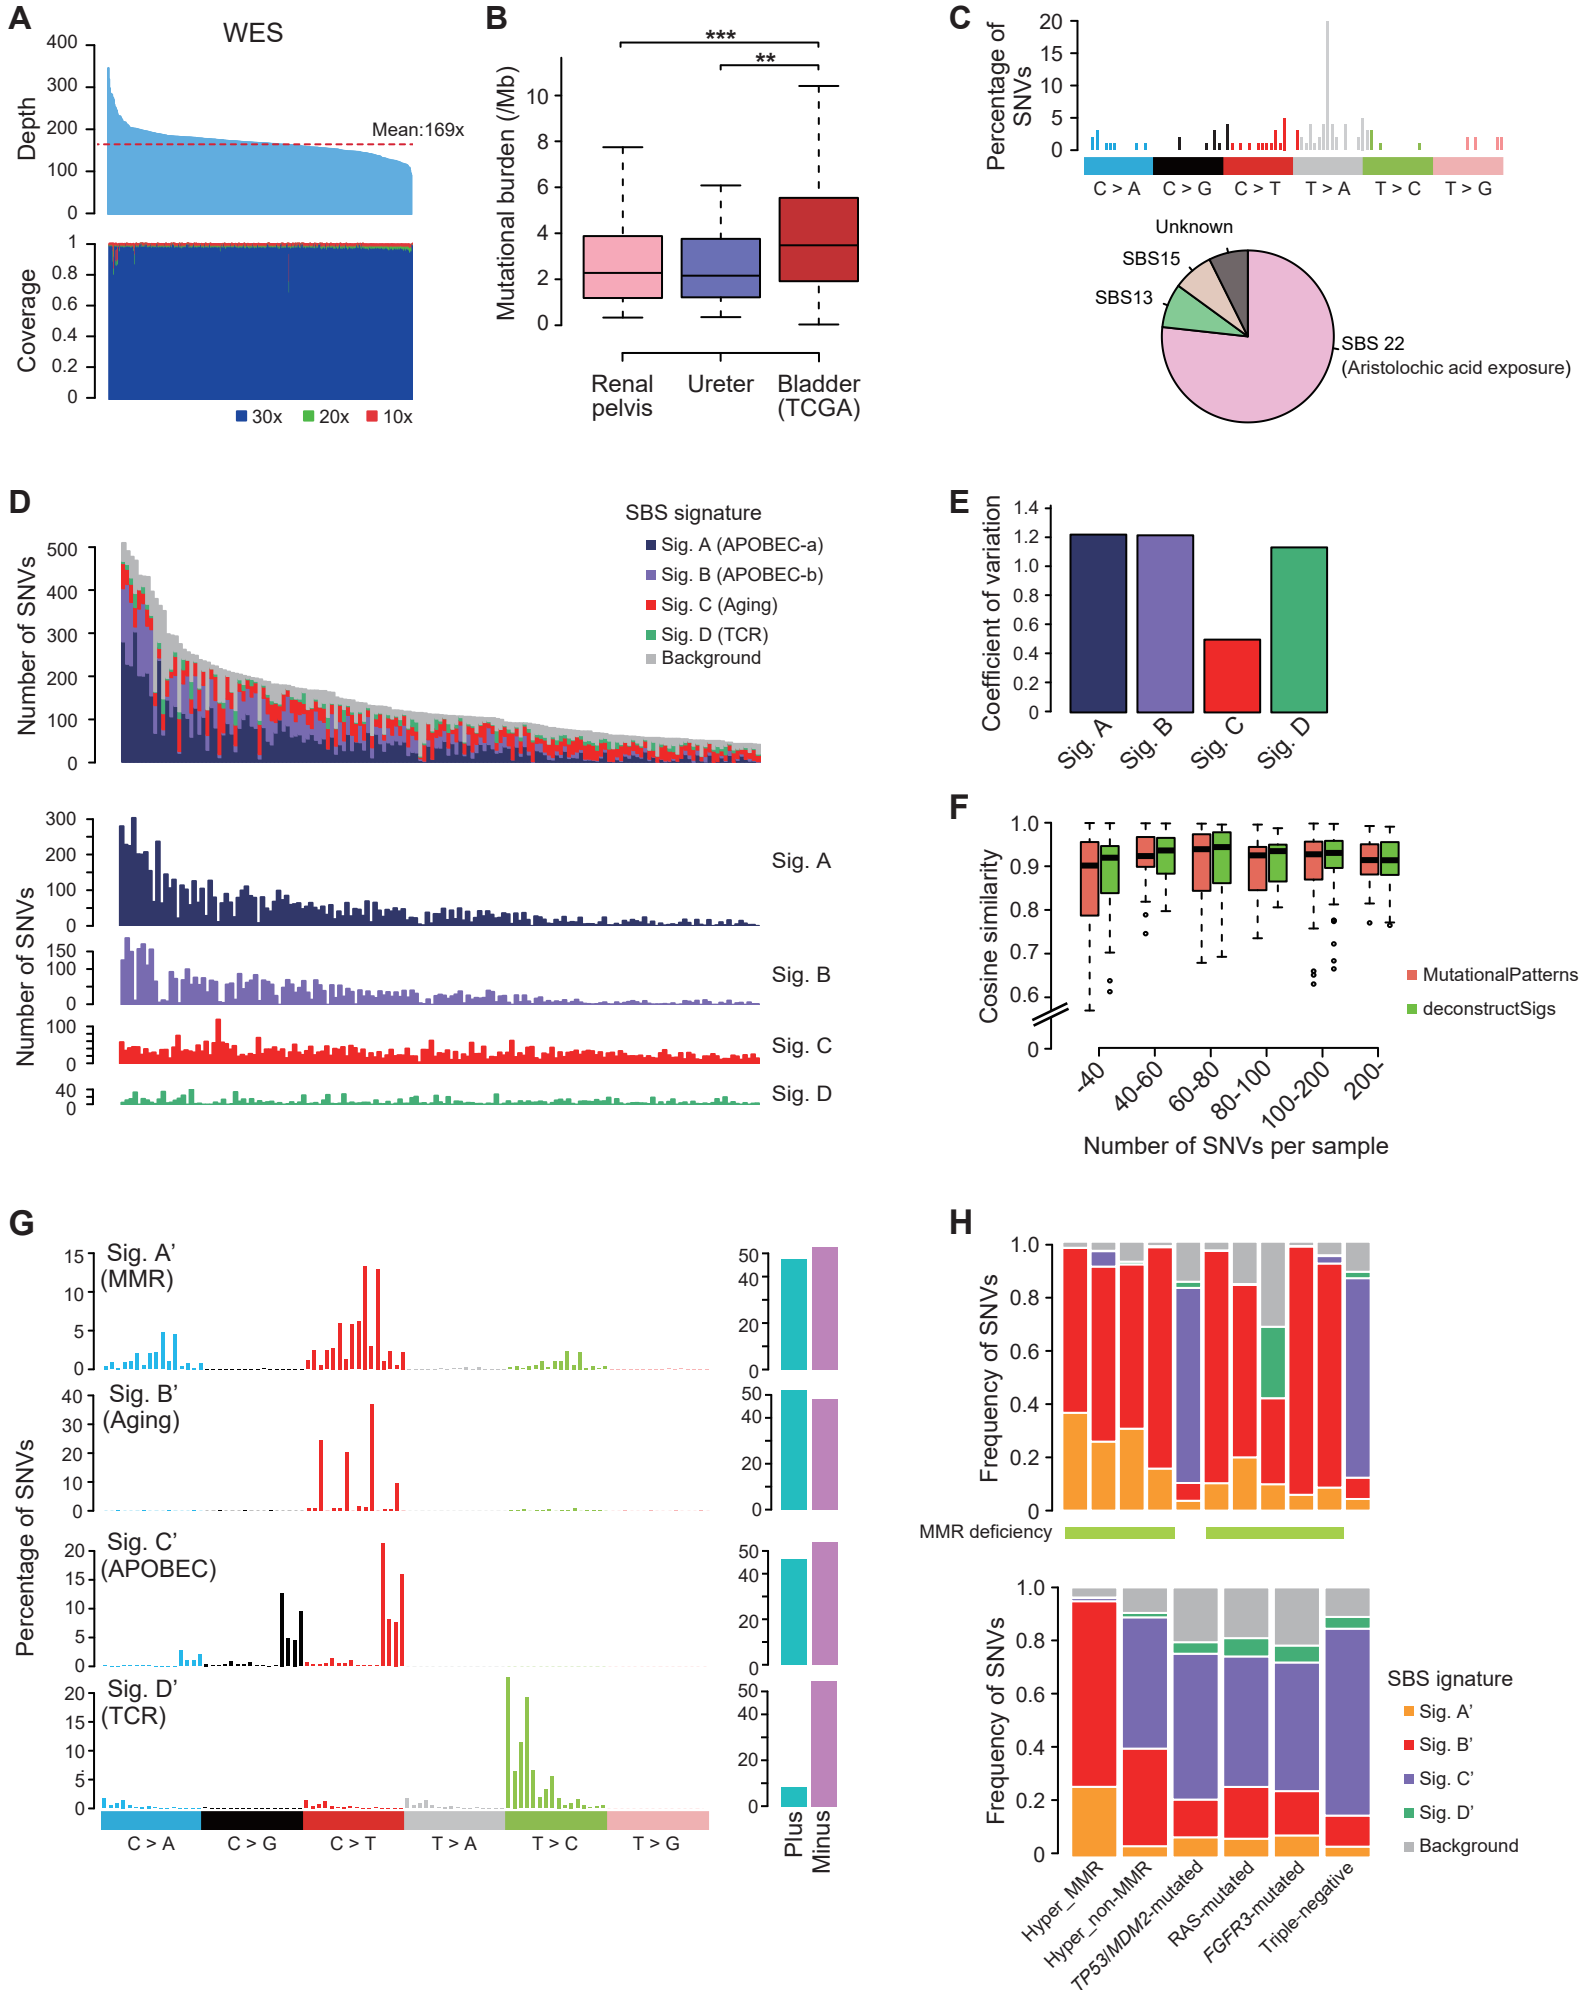 A
WES
400
300
200
100
0
Depth
Mean:169x
1
0.8
0.6
0.4
0.2
0
Coverage
30x
20x
10x
B
***
**
Mutational burden (/Mb)
10
8
6
4
2
0
Renal
pelvis
Ureter
Bladder
(TCGA)
C
Percentage of
SNVs
20
15
10
5
0
C > A
C > G
C > T
T > A
T > C
T > G
Unknown
SBS15
SBS13
SBS 22
(Aristolochic acid exposure)
D
SBS signature
Sig. A (APOBEC-a)
Sig. B (APOBEC-b)
Sig. C (Aging)
Sig. D (TCR)
Background
Number of SNVs
500
400
300
200
100
0
Number of SNVs
300
200
100
0
Sig. A
150
100
0
Sig. B
100
0
Sig. C
40
0
Sig. D
E
Coefficient of variation
1.4
1.2
1.0
0.8
0.6
0.4
0.2
0
Sig. A
Sig. B
Sig. C
Sig. D
F
Cosine similarity
1.0
0.9
0.8
0.7
0.6
0
MutationalPatterns
deconstructSigs
-40
40-60
60-80
80-100
100-200
200-
Number of SNVs per sample
G
Percentage of SNVs
Sig. A’
(MMR)
15
10
5
0
50
40
20
0
Sig. B’
(Aging)
40
30
20
10
0
50
40
20
0
Sig. C’
(APOBEC)
20
15
10
5
0
50
40
20
0
Sig. D’
(TCR)
20
15
10
5
0
50
40
20
0
C > A
C > G
C > T
T > A
T > C
T > G
Plus
Minus
H
Frequency of SNVs
1.0
0.8
0.6
0.4
0.2
0
MMR deficiency
Frequency of SNVs
1.0
0.8
0.6
0.4
0.2
0
SBS ignature
Sig. A’
Sig. B’
Sig. C’
Sig. D’
Background
Hyper_MMR
Hyper_non-MMR
TP53/MDM2-mutated
RAS-mutated
FGFR3-mutated
Triple-negative